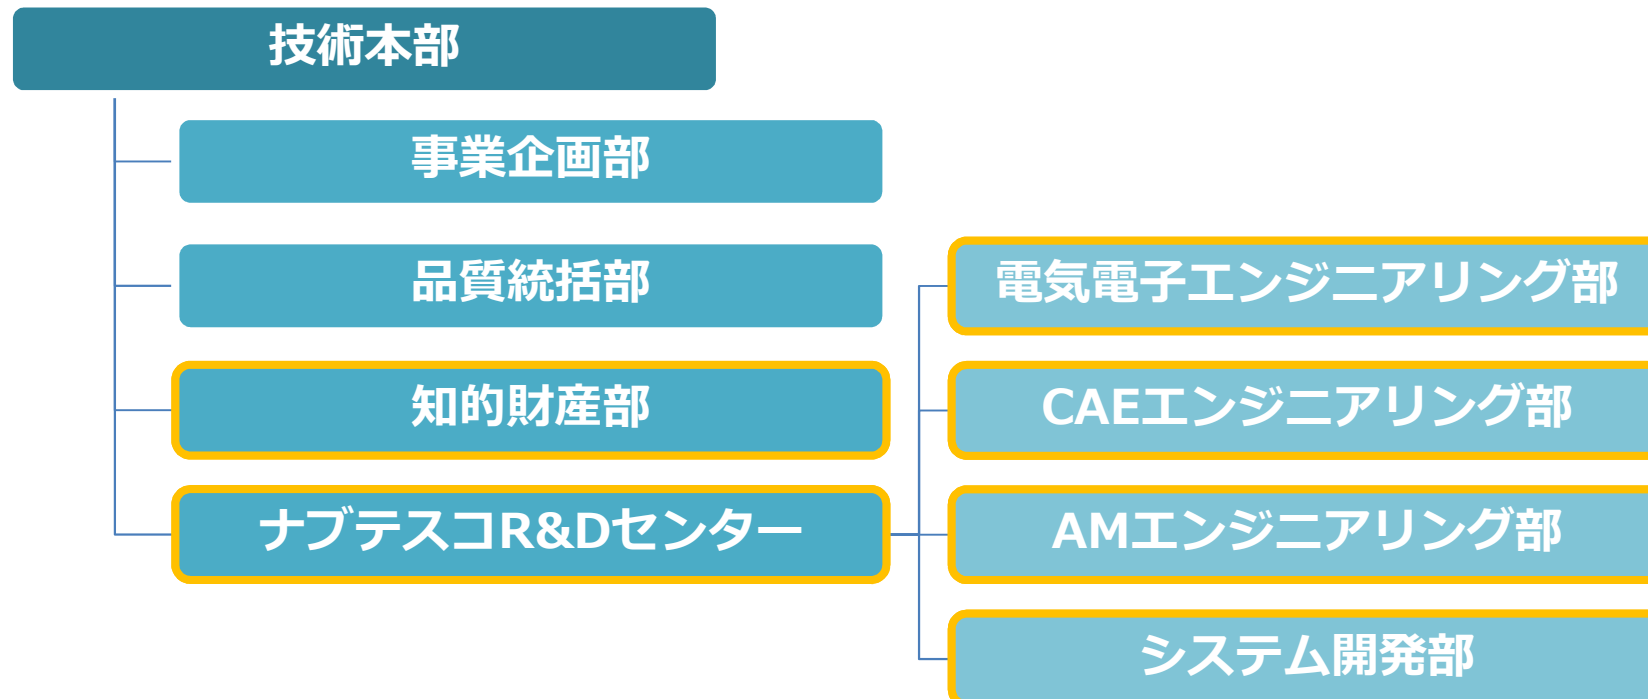 技術本部
事業企画部
品質統括部
知的財産部
ナブテスコR&Dセンター
電気電子エンジニアリング部
CAEエンジニアリング部
AMエンジニアリング部
システム開発部